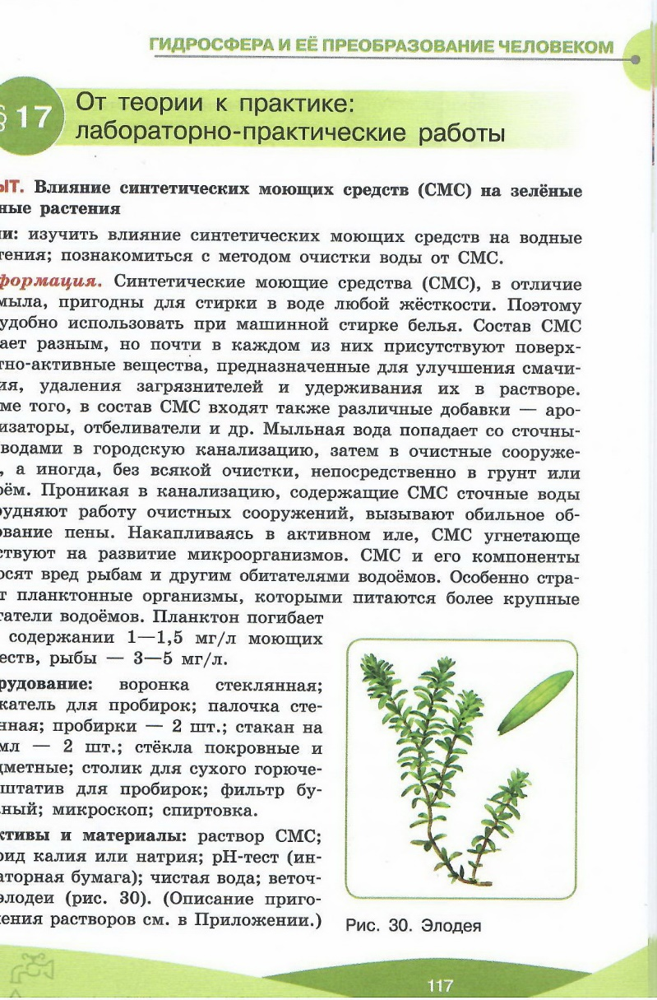 ГИДРОСФЕРА И ЕЁ ПРЕОБРАЗОВАНИЕ ЧЕЛОВЕКОМ
§ 17
От теории к практике:
лабораторно-практические работы
ЫТ. Влияние синтетических моющих средств (СМС) на зелёные
ные растения
ли: изучить влияние синтетических моющих средств на водные
тения; познакомиться с методом очистки воды от СМС.
формация. Синтетические моющие средства (СМС), в отличие
мыла, пригодны для стирки в воде любой жёсткости. Поэтому
удобно использовать при машинной стирке белья. Состав СМС
ает разным, но почти в каждом из них присутствуют поверх-
тно-активные вещества, предназначенные для улучшения смачи-
ия, удаления загрязнителей и удерживания их в растворе.
ме того, в состав СМС входят также различные добавки — аро-
изаторы, отбеливатели и др. Мыльная вода попадает со сточны-
водами в городскую канализацию, затем в очистные сооруже-
, а иногда, без всякой очистки, непосредственно в грунт или
оём. Проникая в канализацию, содержащие СМС сточные воды
рудняют работу очистных сооружений, вызывают обильное об-
ование пены. Накапливаясь в активном иле, СМС угнетающе
ствуют на развитие микроорганизмов. СМС и его компоненты
осят вред рыбам и другим обитателями водоёмов. Особенно стра-
т планктонные организмы, которыми питаются более крупные
татели водоёмов. Планктон погибает
содержании 1—1,5 мг/л моющих
еств, рыбы — 3—5 мг/л.
рудование: воронка стеклянная;
жатель для пробирок; палочка сте-
нная; пробирки — 2 шт.; стакан на
мл — 2 шт.; стёкла покровные и
дметные; столик для сухого горюче-
штатив для пробирок; фильтр бу-
ный; микроскоп; спиртовка.
ктивы и материалы: раствор СМС;
рид калия или натрия; рН-тест (ин-
аторная бумага); чистая вода; веточ-
элодеи (рис. 30). (Описание приго-
ления растворов см. в Приложении.)
Рис. 30. Элодея
117